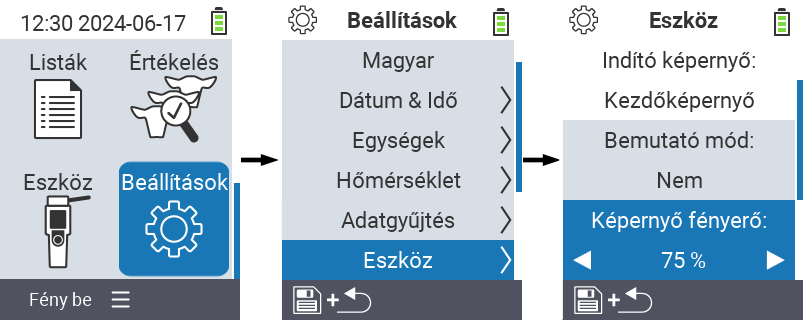 12:30 2024-06-17
Listák
Értékelés
Eszköz
Beállítások
Fény be
Beállítások
Magyar
Dátum & Idő
Egységek
Hőmérséklet
Adatgyűjtés
Eszköz
+
Eszköz
Indító képernyő:
Kezdőképernyő
Bemutató mód:
Nem
Képernyő fényerő:
75 %
+